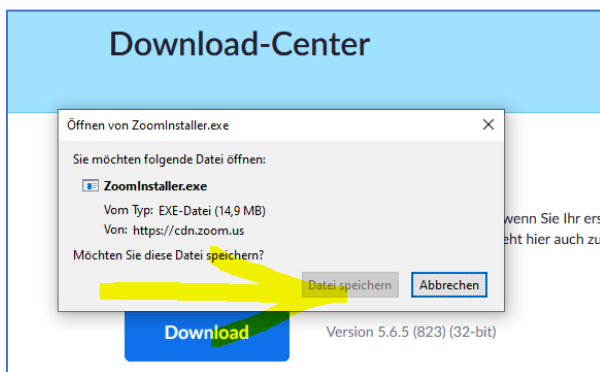 Download-Center
Öffnen von ZoomInstaller.exe
Sie möchten folgende Datei öffnen:
ZoomInstaller.exe
Vom Typ: EXE-Datei (14,9 MB)
Von: https://cdn.zoom.us
wenn Sie Ihr ers
eht hier auch zu
Möchten Sie diese Datei speichern?
Datei speichern Abbrechen
Download Version 5.6.5 (823) (32-bit)